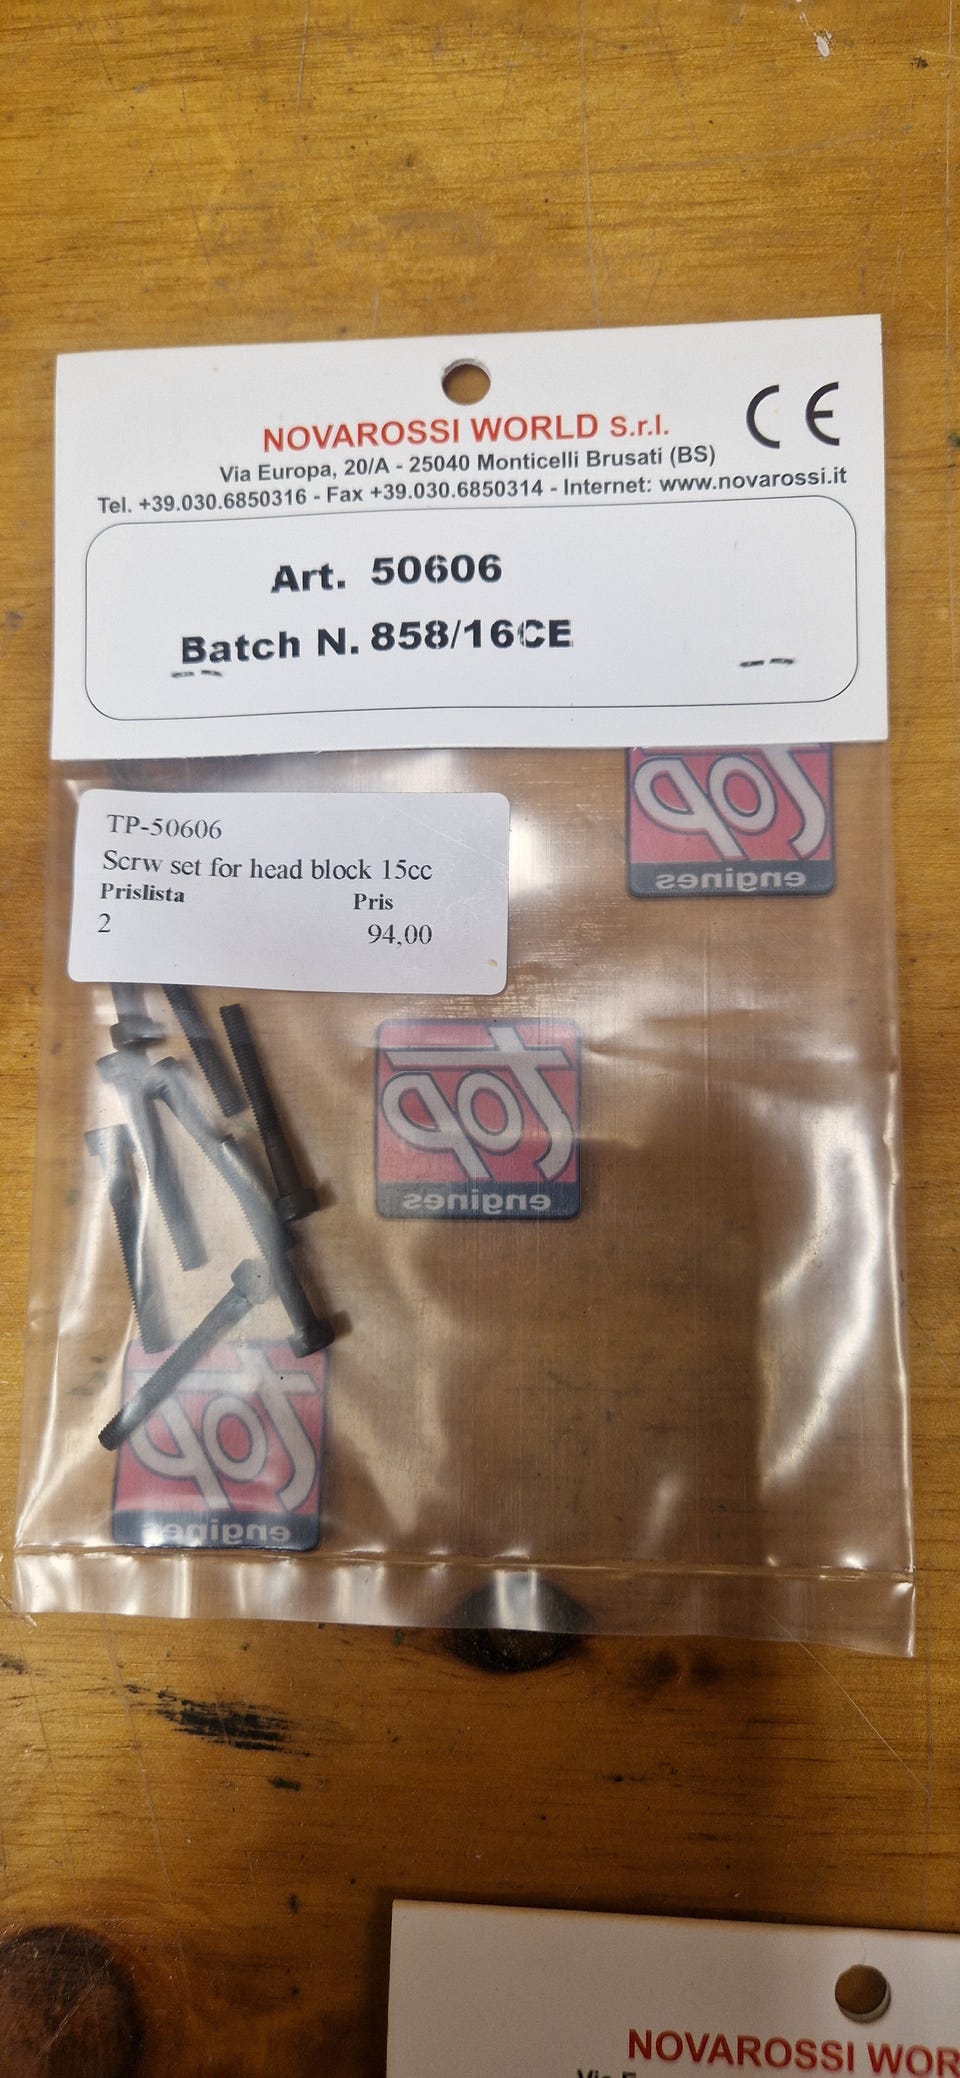 NOVAROSSI WORLD S.r.l.
CE
Via Europa, 20/A - 25040 Monticelli Brusati (BS)
Tel. +39.030.6850316 - Fax +39.030.6850314 - Internet: www.novarossi.it
Art. 50606
Batch N. 858/16CE
TP-50606
Scrw set for head block 15cc
Prislista Pris
2 94,00
top
engines
top
engines
top
engines
NOVAROSSI WOR
Via E